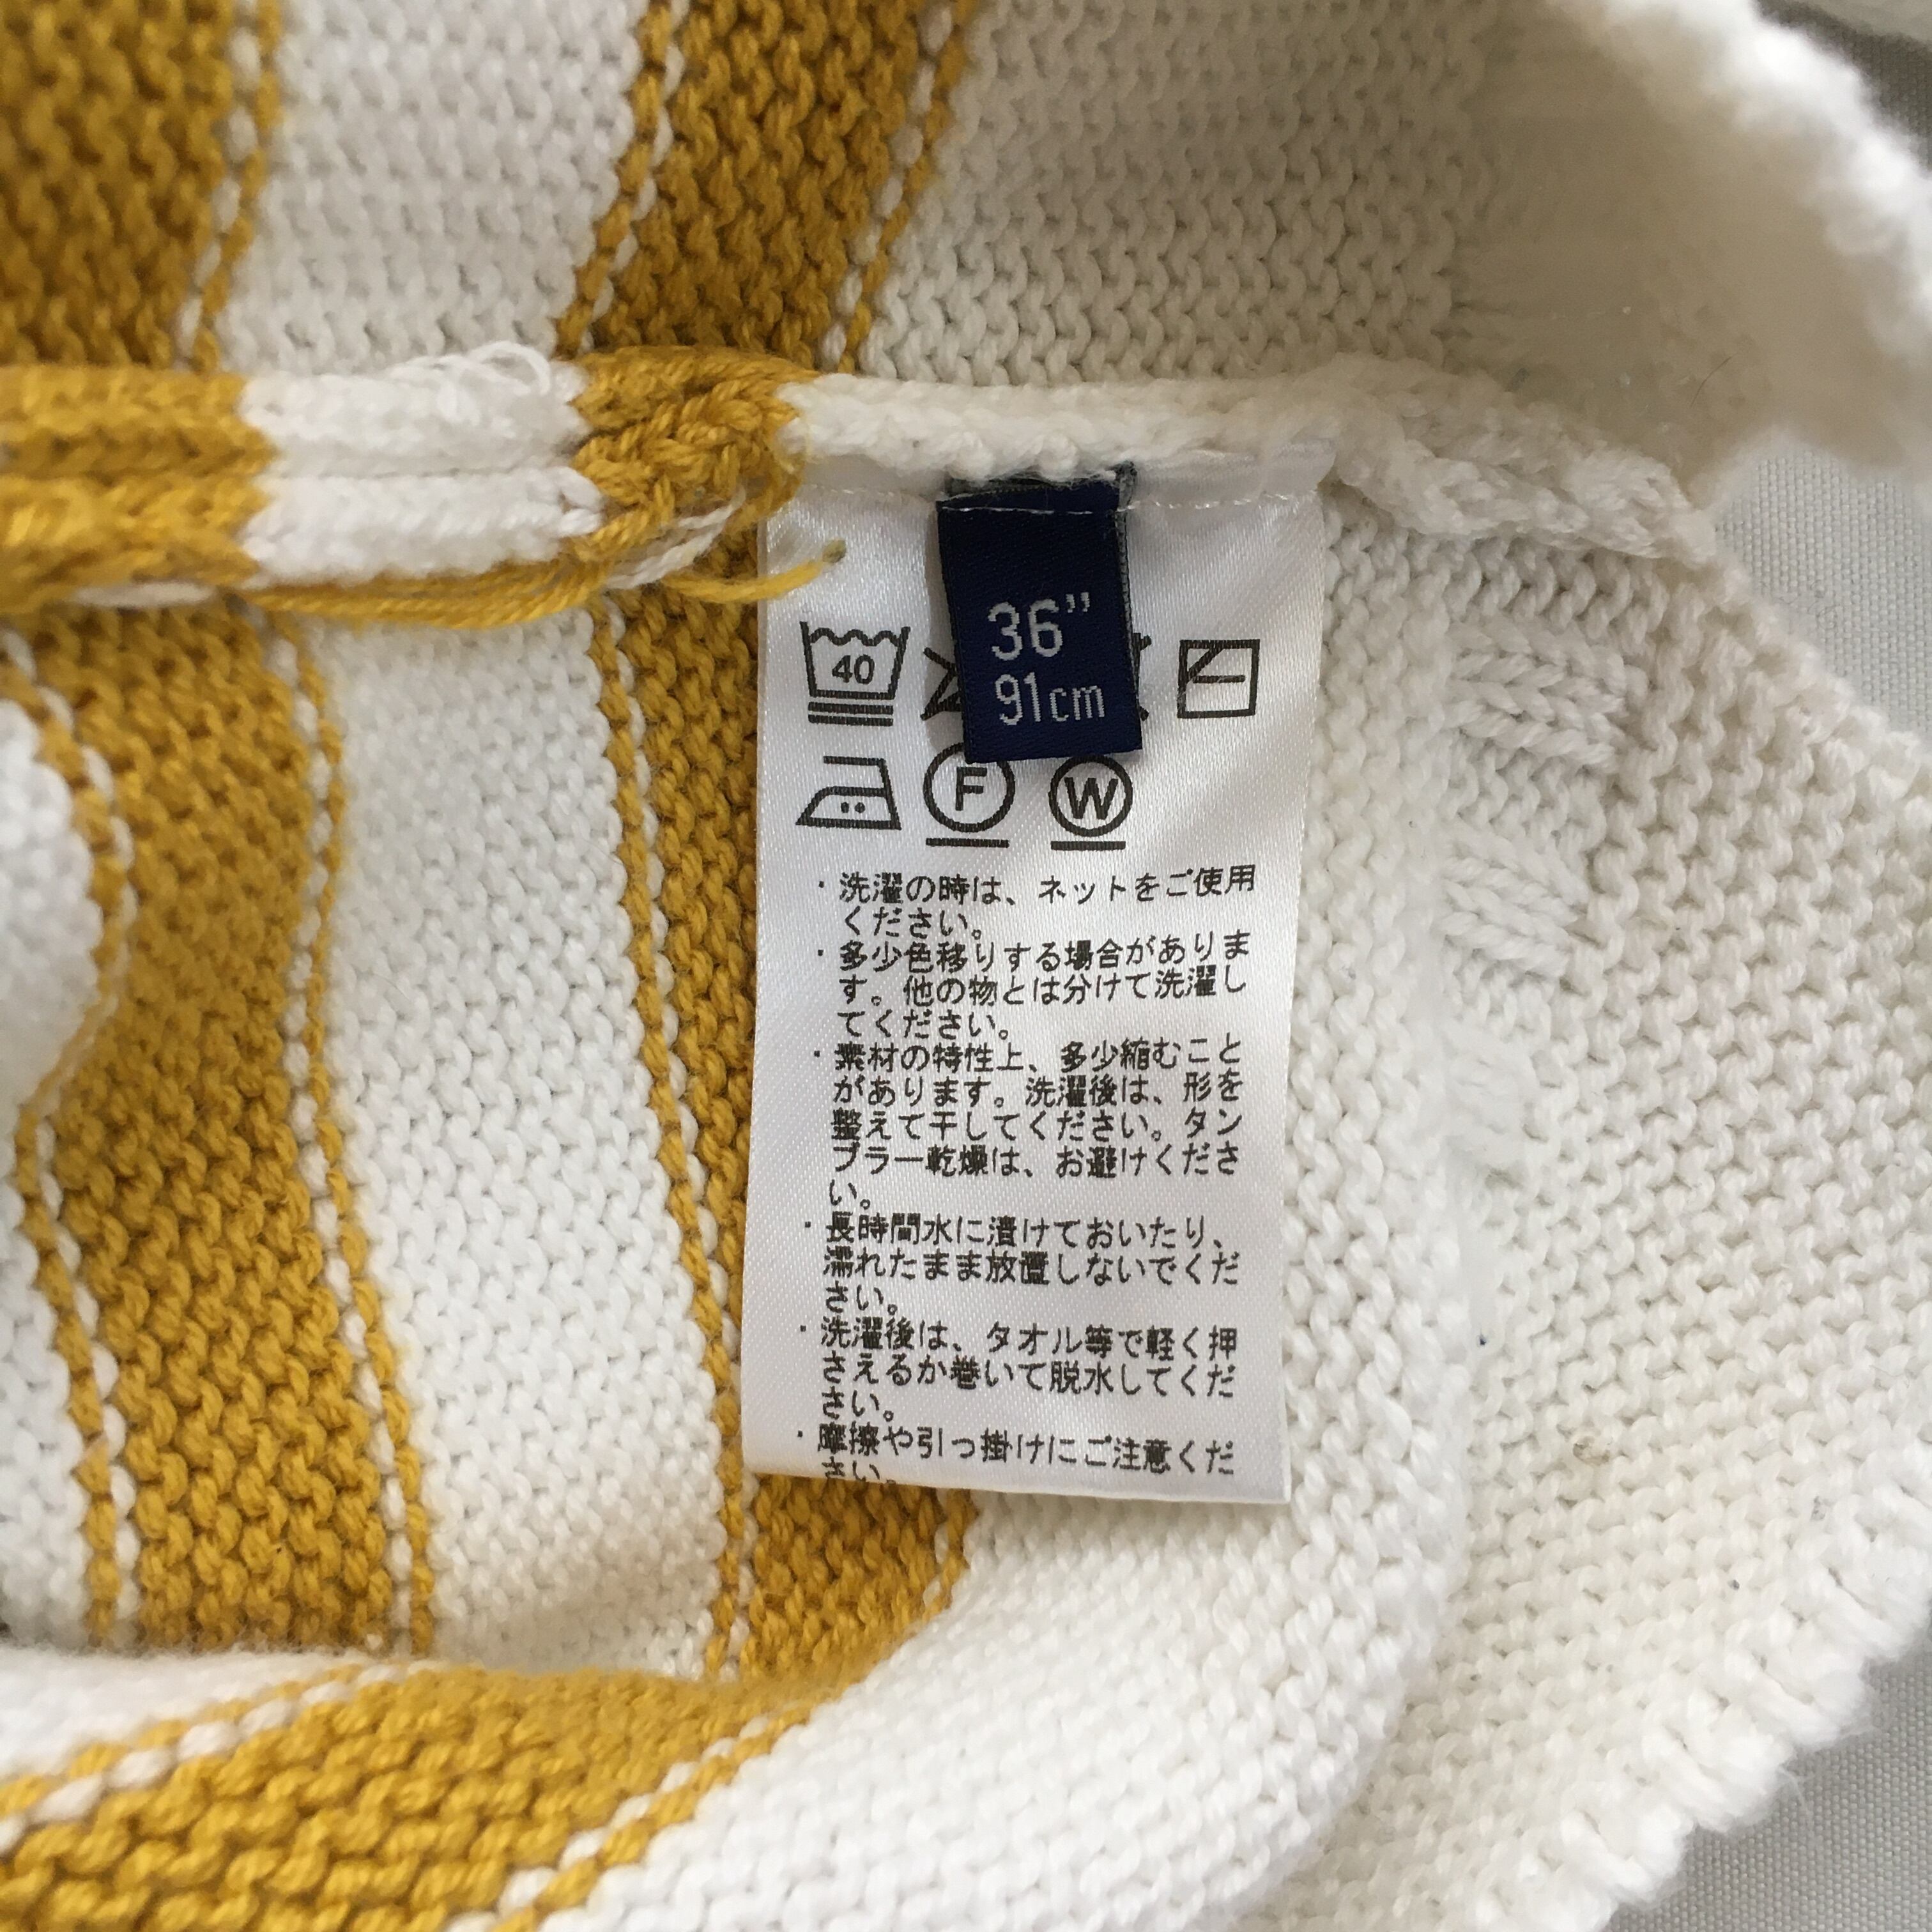 36”
91cm
40
F W
・洗濯の時は、ネットをご使用
ください。
・多少色移りする場合がありま
す。他の物とは分けて洗濯し
てください。
・素材の特性上、多少縮むこと
があります。洗濯後は、形を
整えて干してください。タン
ブラー乾燥は、お避けくださ
い。
・長時間水に漬けておいたり、
濡れたまま放置しないでくだ
さい。
・洗濯後は、タオル等で軽く押
さえるか巻いて脱水してくだ
さい。
・摩擦や引っ掛けにご注意くだ
さい。